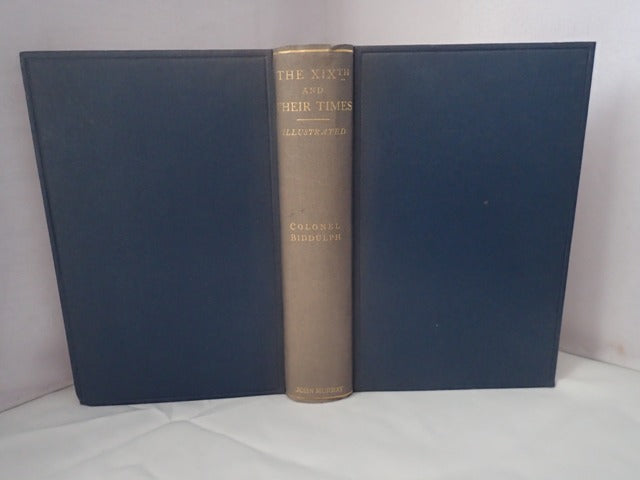 THE XIXTH
AND
THEIR TIMES
ILLUSTRATED
COLONEL
BIDDULPH
JOHN MURRAY